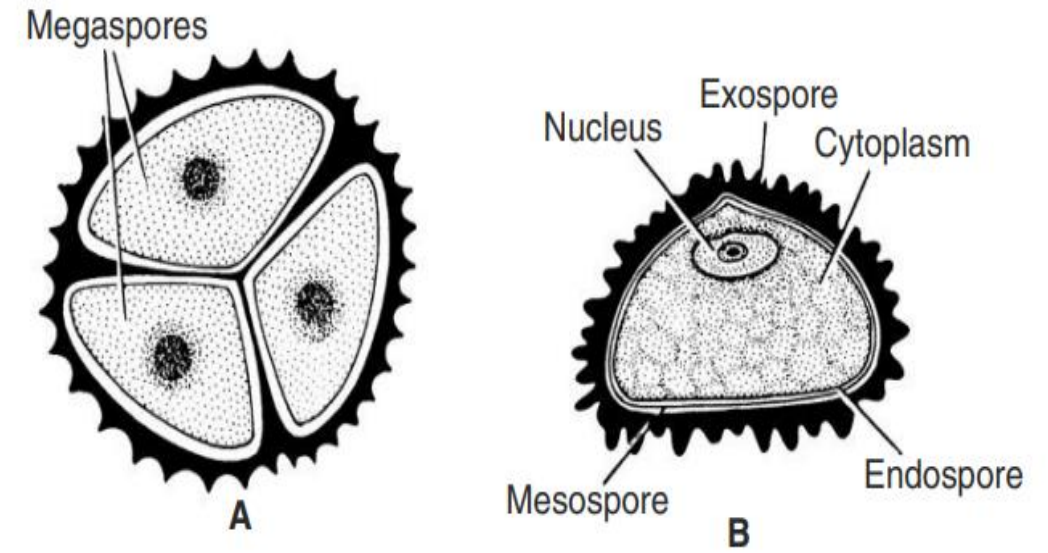 Megaspores
Exospore
Nucleus
Cytoplasm
Endospore
Mesospore
A
B